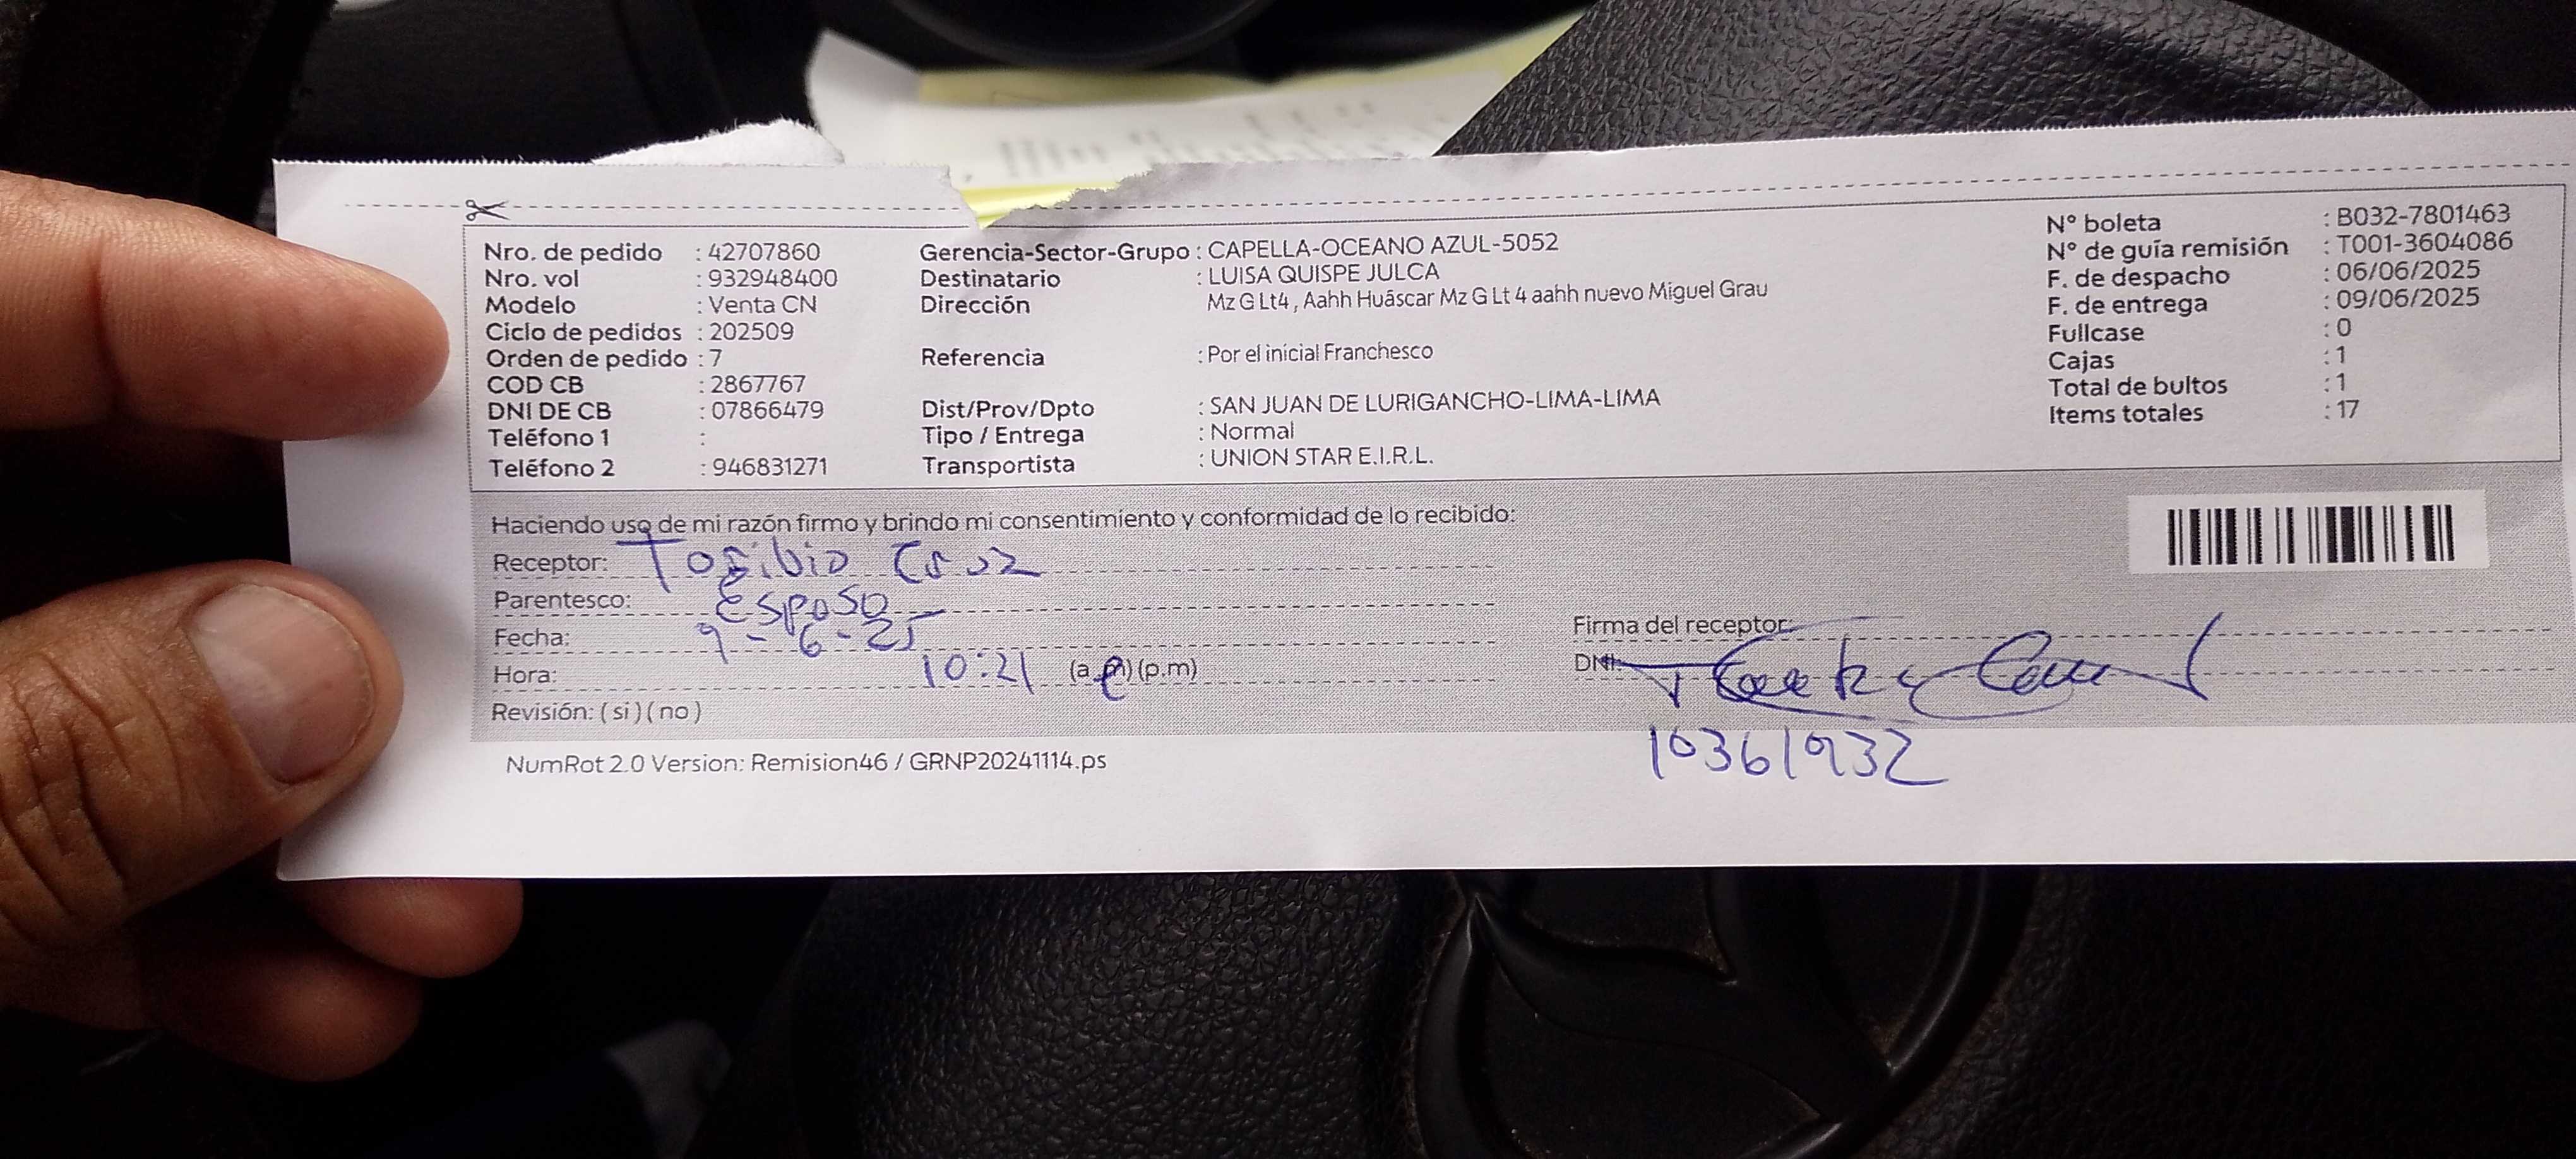 Nro. de pedido : 42707860
Nro. vol : 932948400
Modelo : Venta CN
Ciclo de pedidos : 202509
Orden de pedido : 7
COD CB : 2867767
DNI DE CB : 07866479
Teléfono 1 :
Teléfono 2 : 946831271
Gerencia-Sector-Grupo : CAPELLA-OCEANO AZUL-5052
Destinatario : LUISA QUISPE JULCA
Dirección Mz G Lt4 , Aahh Huáscar Mz G Lt 4 aahh nuevo Miguel Grau
Referencia : Por el inicial Franchesco
Dist/Prov/Dpto : SAN JUAN DE LURIGANCHO-LIMA-LIMA
Tipo / Entrega : Normal
Transportista : UNION STAR E.I.R.L.
N° boleta : B032-7801463
N° de guía remisión : T001-3604086
F. de despacho : 06/06/2025
F. de entrega : 09/06/2025
Fullcase : 0
Cajas : 1
Total de bultos : 1
Items totales : 17
Haciendo uso de mi razón firmo y brindo mi consentimiento y conformidad de lo recibido:
Receptor: Toribio Cruz
Parentesco: Esposo
Fecha: 9-6-25
Hora: 10:21 (a.m)(p.m)
Revisión: ( si ) ( no )
Firma del receptor:
DNI:
10361932
NumRot 2.0 Version: Remision46 / GRNP20241114.ps